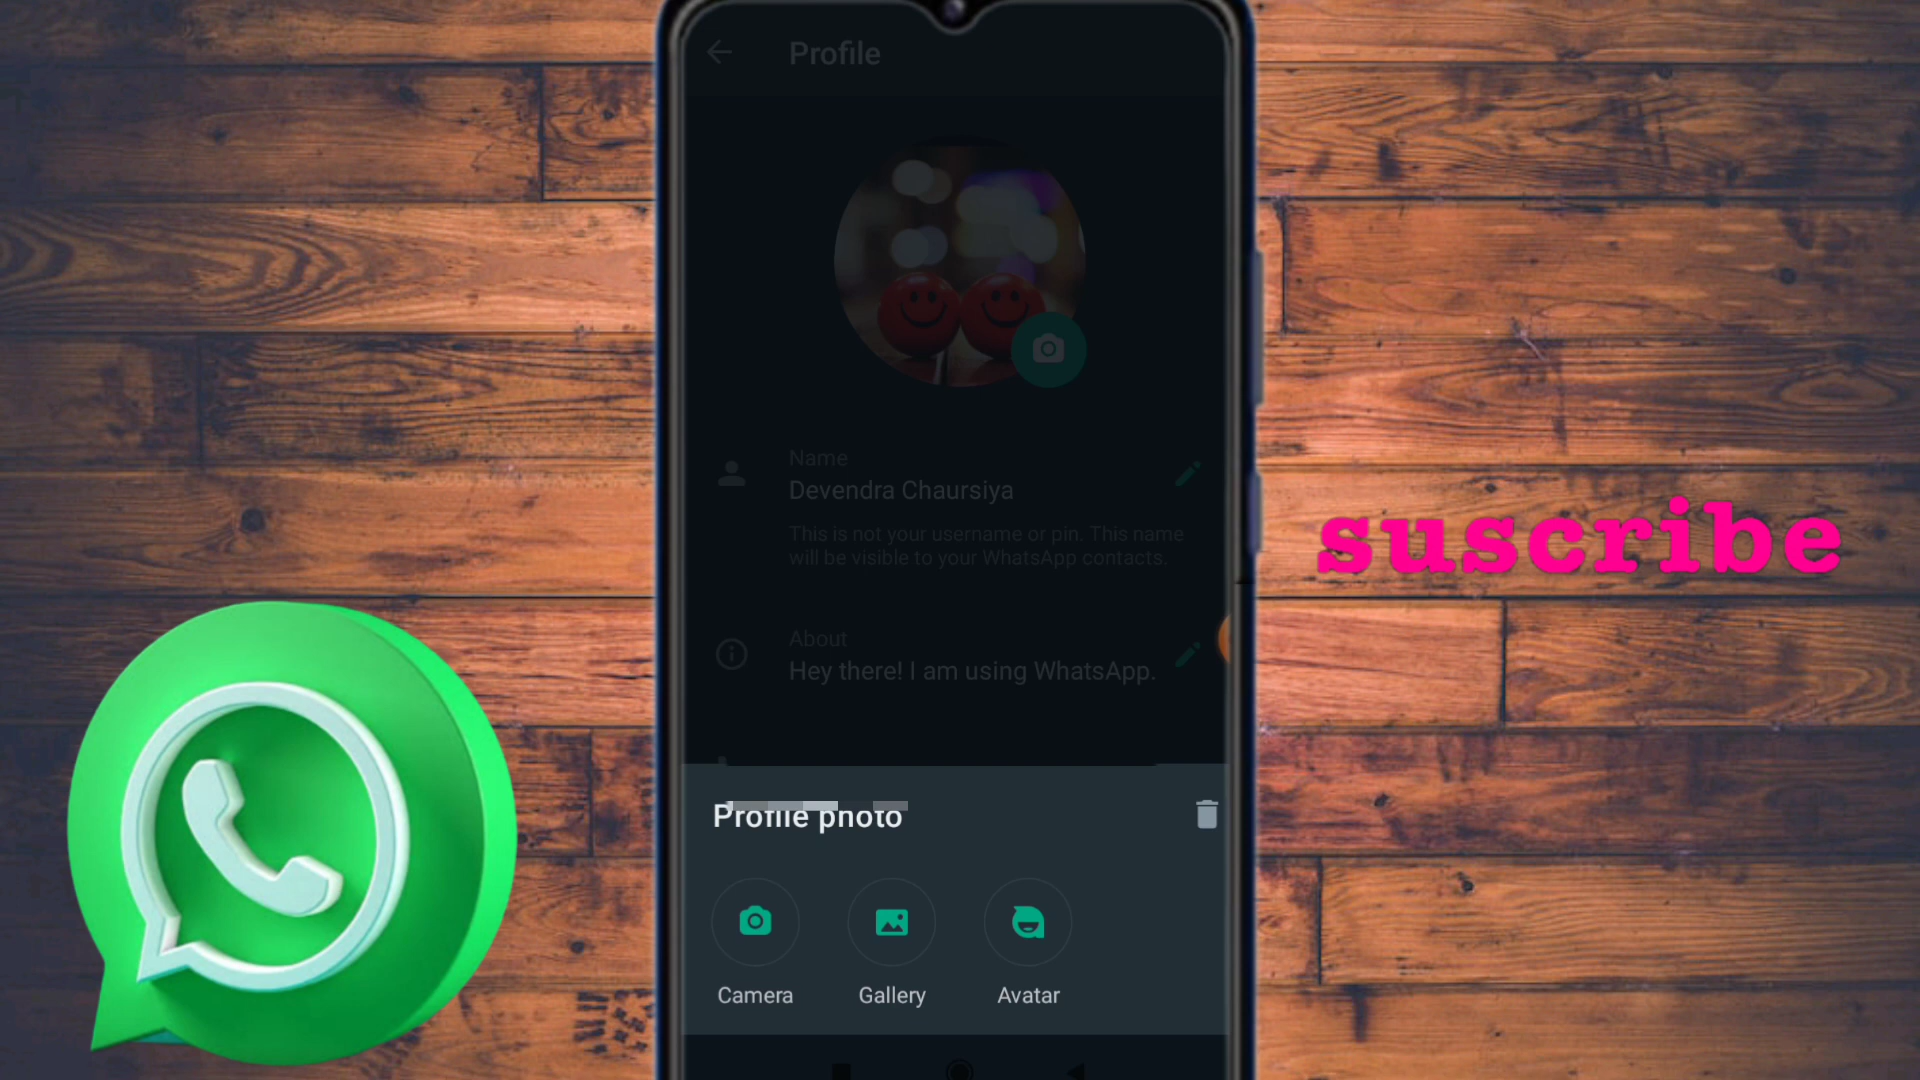 Profile
Name
Devendra Chaursiya
This is not your username or pin. This name
will be visible to your WhatsApp contacts.
About
Hey there! I am using WhatsApp.
suscribe
Profile photo
Camera
Gallery
Avatar